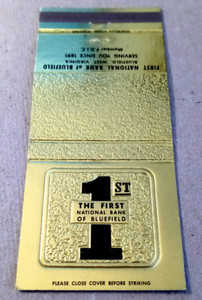 FIRST NATIONAL BANK of BLUEFIELD
BLUEFIELD, WEST VIRGINIA
SERVING YOU SINCE 1891
Member F.D.I.C.
1ST
THE FIRST
NATIONAL BANK
OF BLUEFIELD
PLEASE CLOSE COVER BEFORE STRIKING